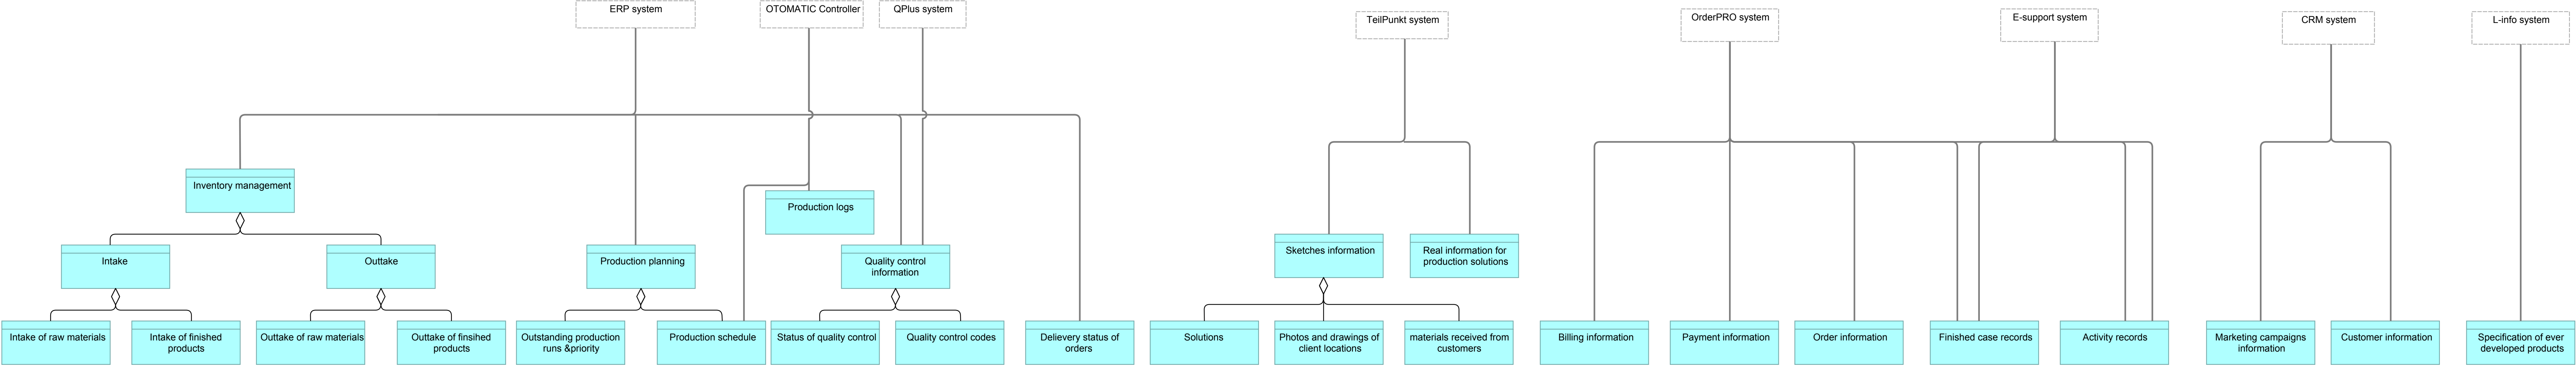 ERP system
OTOMATIC Controller
QPlus system
TeilPunkt system
OrderPRO system
E-support system
CRM system
L-info system
Inventory management
Production logs
Intake
Outtake
Production planning
Quality control
information
Sketches information
Real information for
production solutions
Intake of raw materials
Intake of finished
products
Outtake of raw materials
Outtake of finsihed
products
Outstanding production
runs &priority
Production schedule
Status of quality control
Quality control codes
Delievery status of
orders
Solutions
Photos and drawings of
client locations
materials received from
customers
Billing information
Payment information
Order information
Finished case records
Activity records
Marketing campaigns
information
Customer information
Specification of ever
developed products